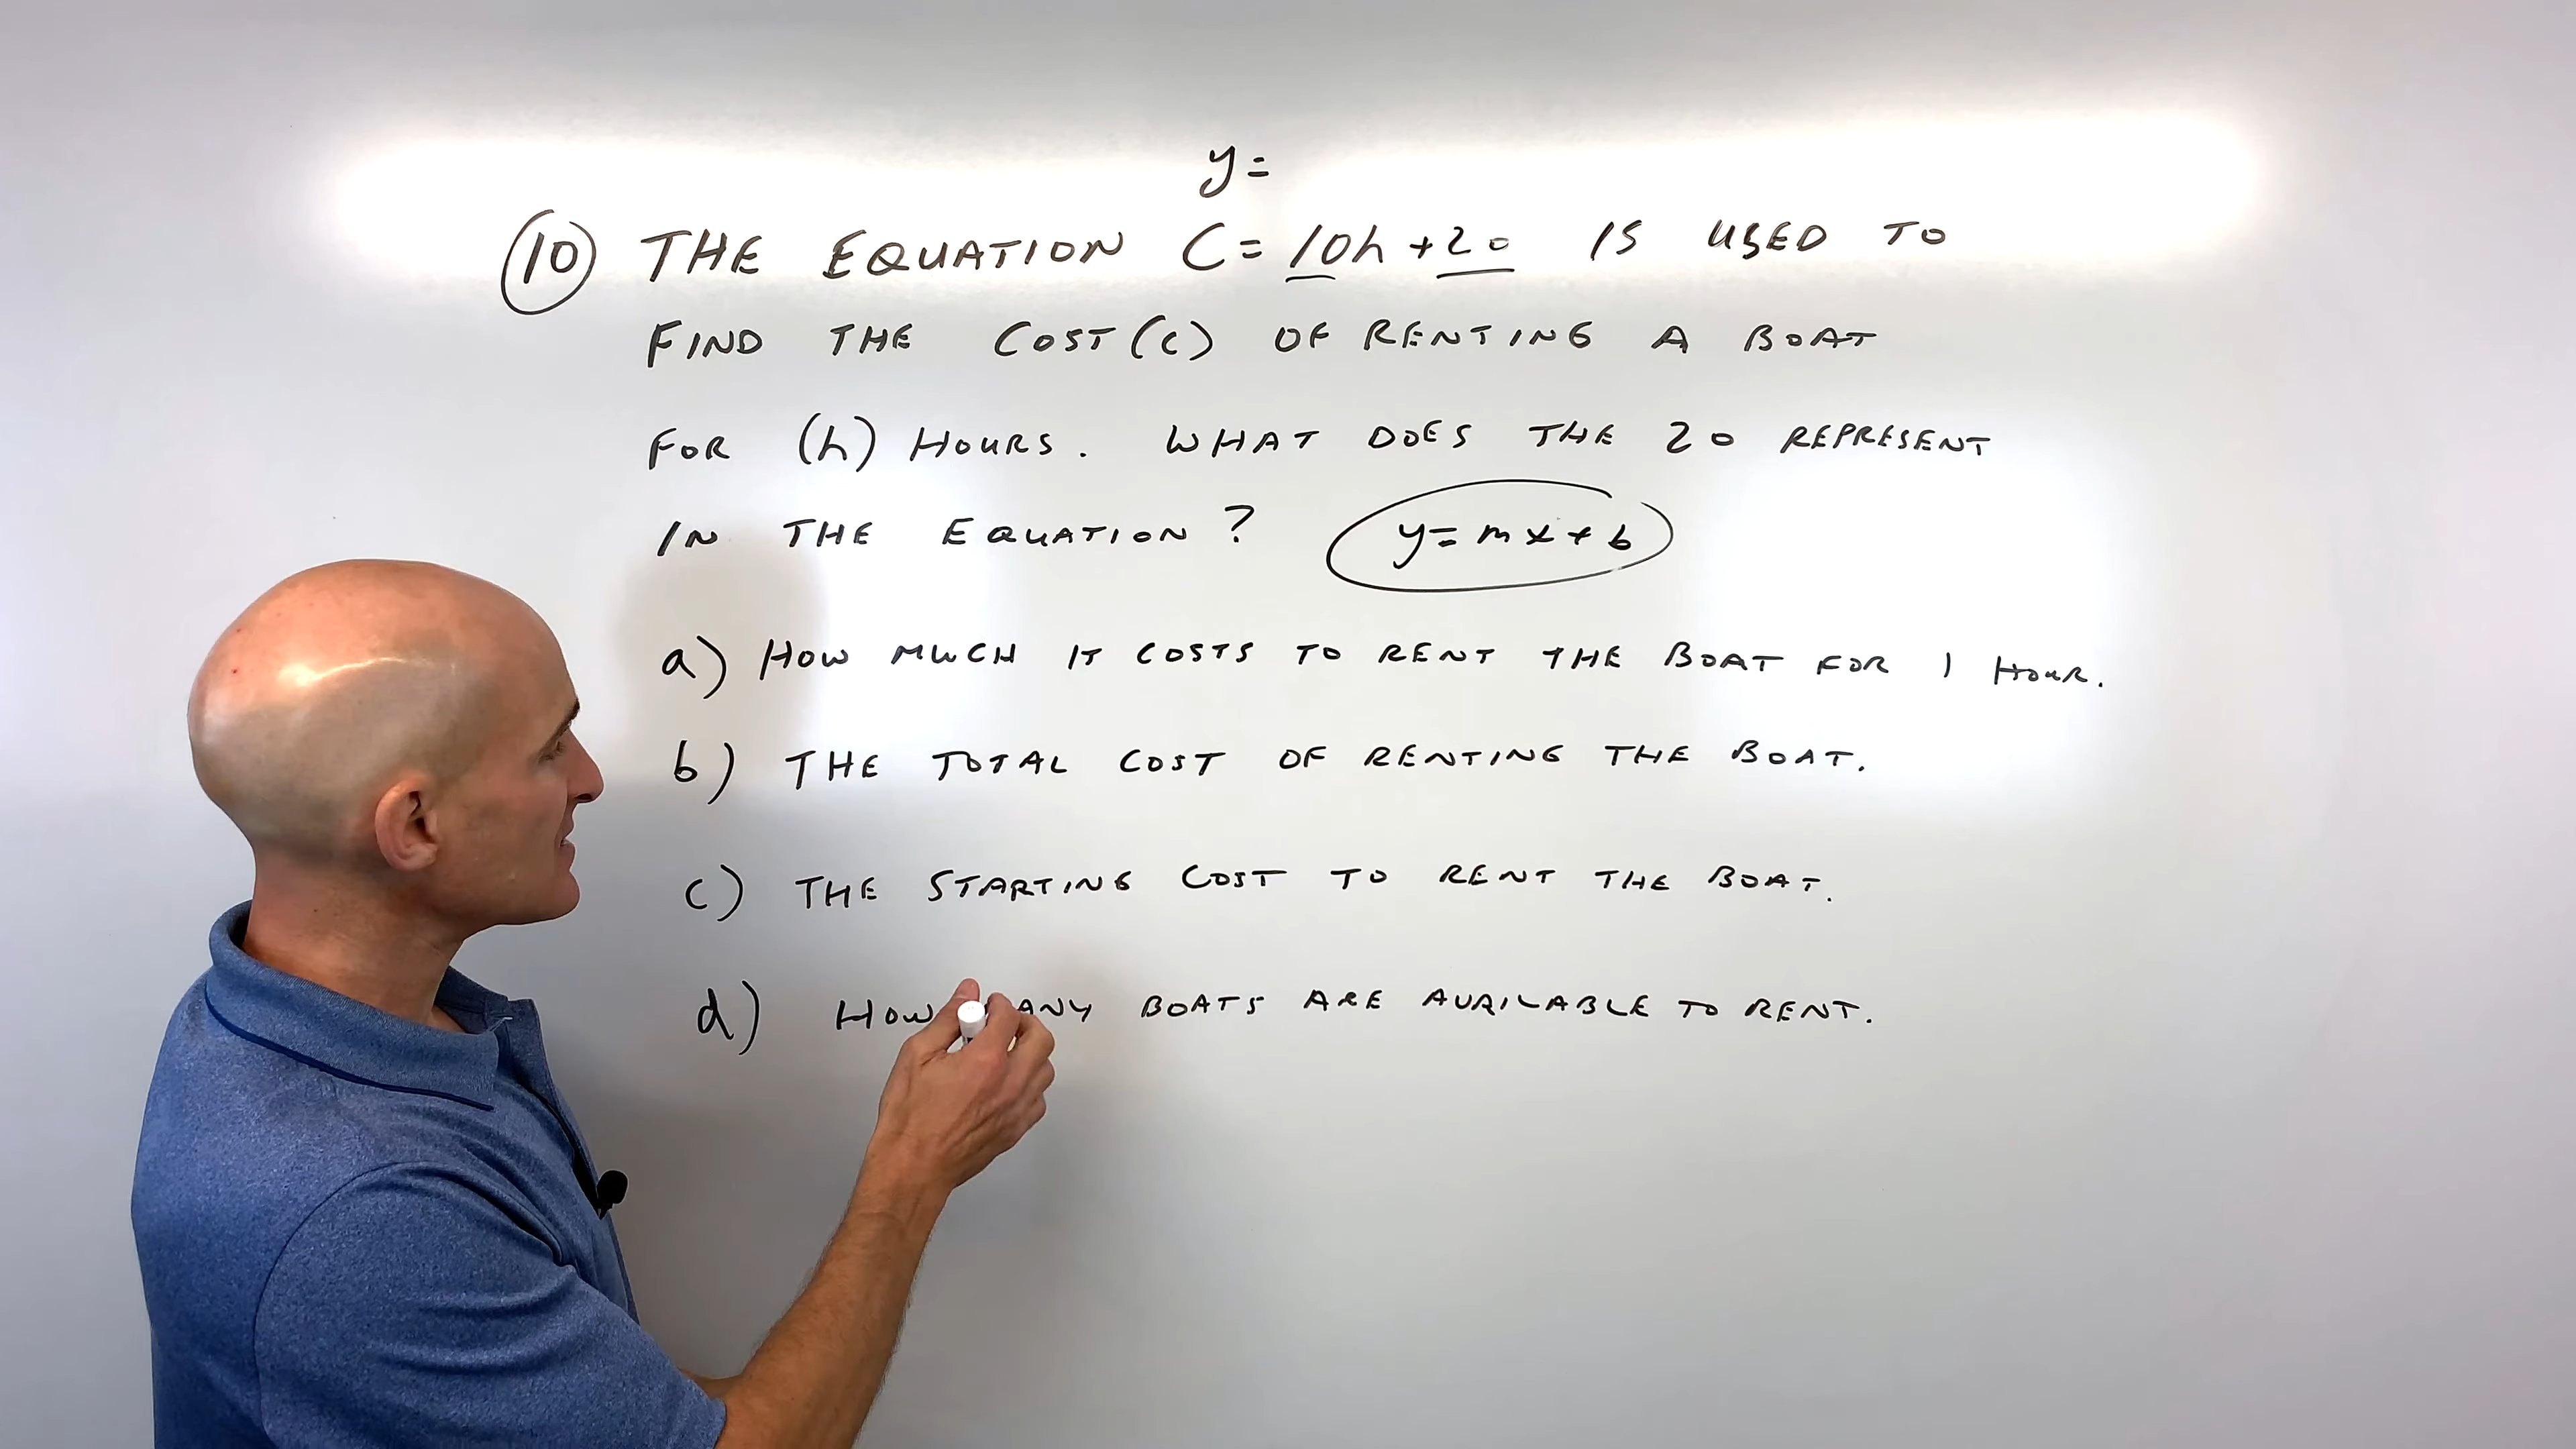 y=
10 THE EQUATION C = 10h + 20 IS USED TO
FIND THE COST (C) OF RENTING A BOAT
FOR (h) HOURS. WHAT DOES THE 20 REPRESENT
IN THE EQUATION? y = mx + b
a) HOW MUCH IT COSTS TO RENT THE BOAT FOR 1 HOUR.
b) THE TOTAL COST OF RENTING THE BOAT.
c) THE STARTING COST TO RENT THE BOAT.
d) HOW MANY BOATS ARE AVAILABLE TO RENT.